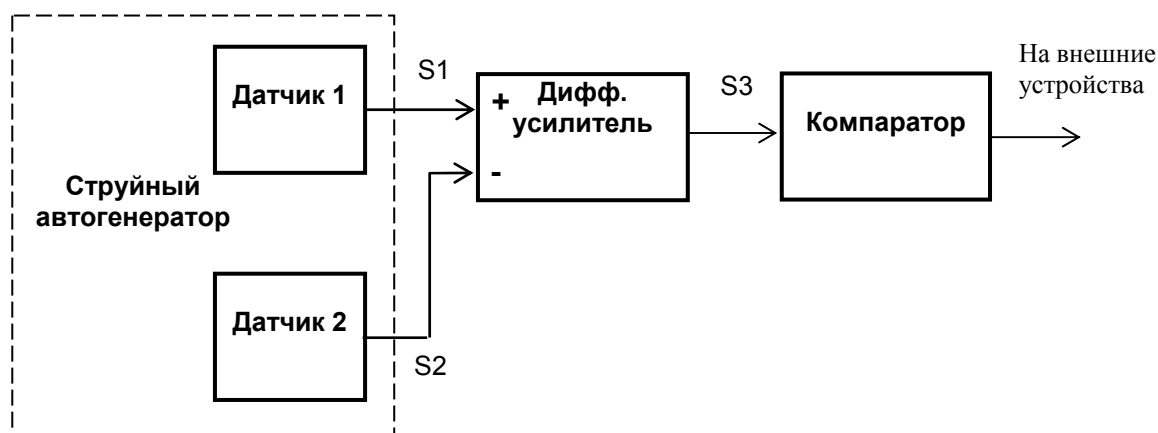 Датчик 1
S1
+
Дифф.
усилитель
-
S3
Компаратор
На внешние
устройства
Струйный
автогенератор
Датчик 2
S2